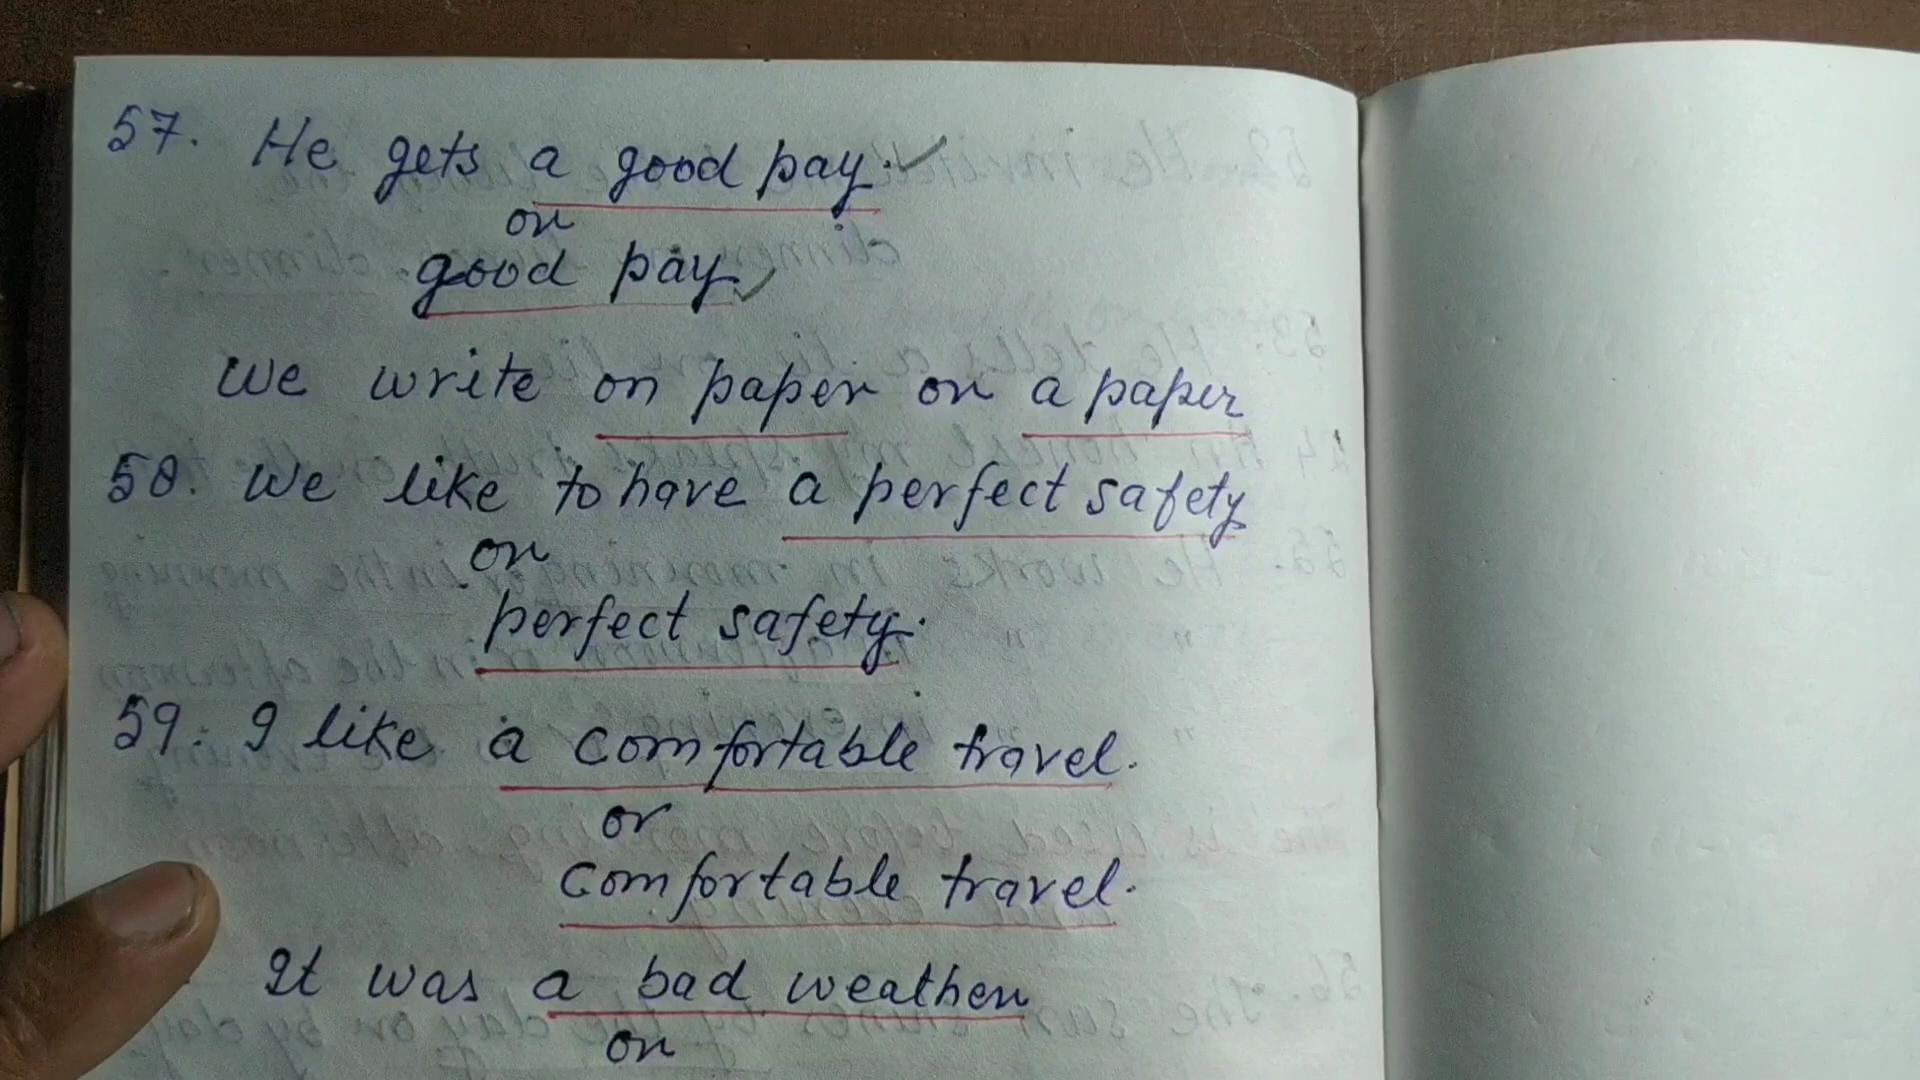 57. He gets a good pay.
or
good pay.
We write on paper or a paper
58. We like to have a perfect safety
or
perfect safety.
59. I like a comfortable travel.
or
comfortable travel.
It was a bad weather
or